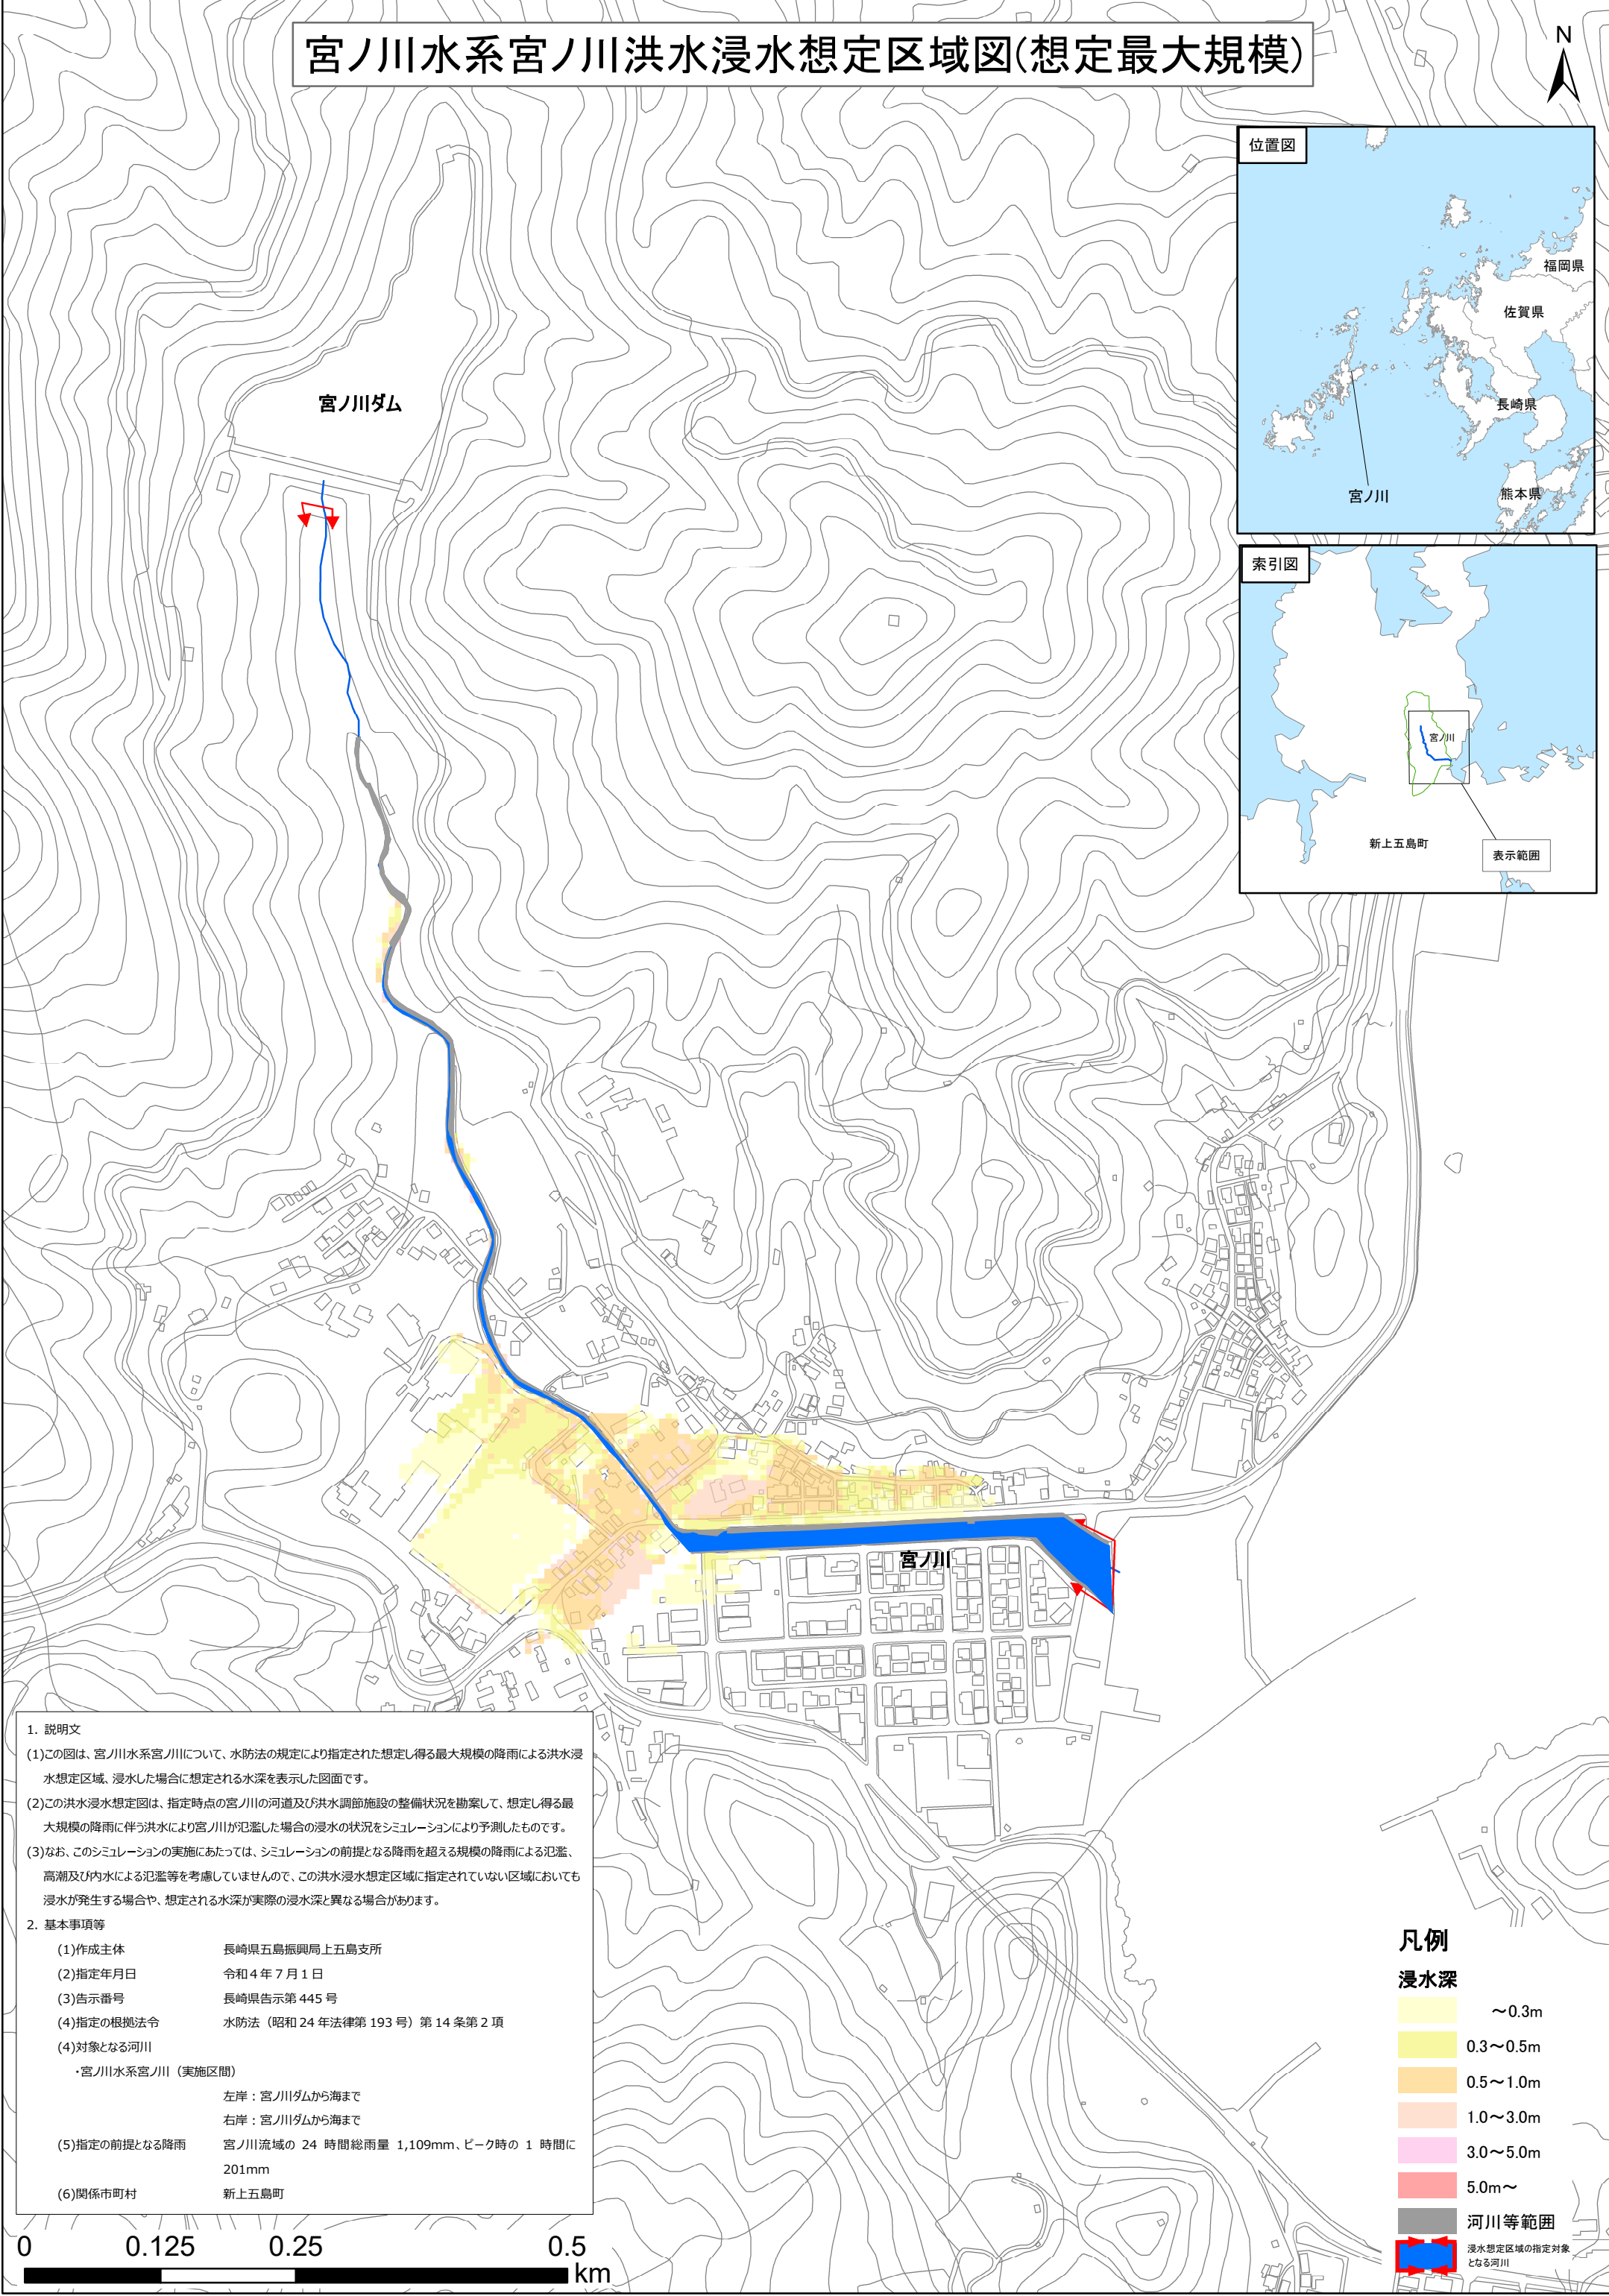 宮ノ川水系宮ノ川洪水浸水想定区域図(想定最大規模)
N
位置図
福岡県
佐賀県
長崎県
宮ノ川
熊本県
索引図
宮ノ川
新上五島町
表示範囲
宮ノ川ダム
宮ノ川
1. 説明文
(1)この図は、宮ノ川水系宮ノ川について、水防法の規定により指定された想定し得る最大規模の降雨による洪水浸
水想定区域、浸水した場合に想定される水深を表示した図面です。
(2)この洪水浸水想定図は、指定時点の宮ノ川の河道及び洪水調節施設の整備状況を勘案して、想定し得る最
大規模の降雨に伴う洪水により宮ノ川が氾濫した場合の浸水の状況をシミュレーションにより予測したものです。
(3)なお、このシミュレーションの実施にあたっては、シミュレーションの前提となる降雨を超える規模の降雨による氾濫、
高潮及び内水による氾濫等を考慮していませんので、この洪水浸水想定区域に指定されていない区域においても
浸水が発生する場合や、想定される水深が実際の浸水深と異なる場合があります。
2. 基本事項等
(1)作成主体 長崎県五島振興局上五島支所
(2)指定年月日 令和4年7月1日
(3)告示番号 長崎県告示第445号
(4)指定の根拠法令 水防法（昭和24年法律第193号）第14条第2項
(4)対象となる河川
・宮ノ川水系宮ノ川（実施区間）
左岸：宮ノ川ダムから海まで
右岸：宮ノ川ダムから海まで
(5)指定の前提となる降雨 宮ノ川流域の 24 時間総雨量 1,109mm、ピーク時の 1 時間に
201mm
(6)関係市町村 新上五島町
0 0.125 0.25 0.5
km
凡例
浸水深
～0.3m
0.3～0.5m
0.5～1.0m
1.0～3.0m
3.0～5.0m
5.0m～
河川等範囲
浸水想定区域の指定対象
となる河川